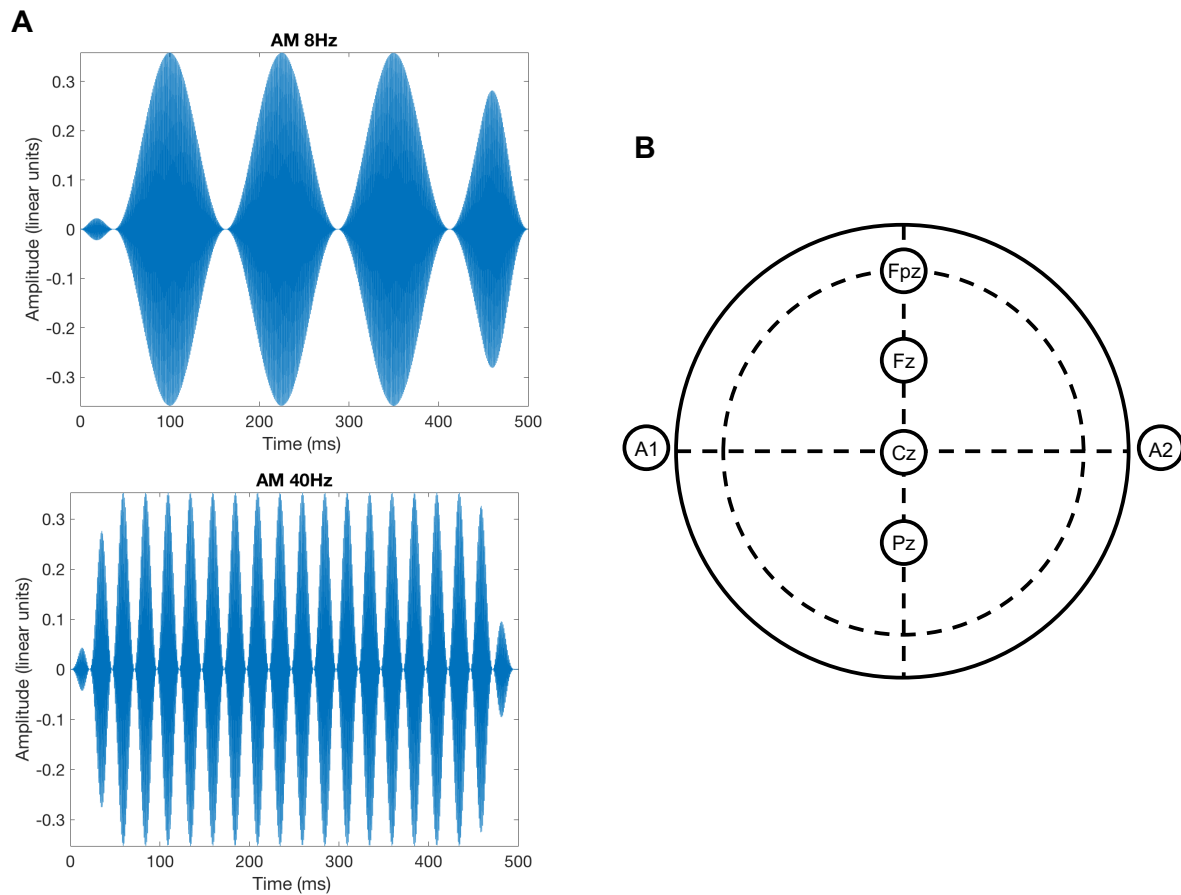 A
AM 8Hz
0.3
0.2
0.1
0
-0.1
-0.2
-0.3
Amplitude (linear units)
0 100 200 300 400 500
Time (ms)
AM 40Hz
0.3
0.2
0.1
0
-0.1
-0.2
-0.3
Amplitude (linear units)
0 100 200 300 400 500
Time (ms)
B
Fpz
Fz
A1 Cz A2
Pz